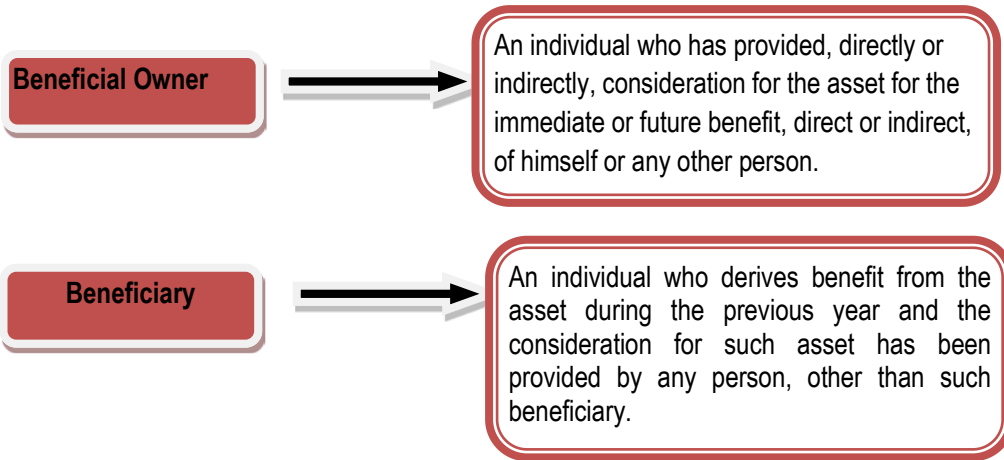 Beneficial Owner
An individual who has provided, directly or
indirectly, consideration for the asset for the
immediate or future benefit, direct or indirect,
of himself or any other person.
Beneficiary
An individual who derives benefit from the
asset during the previous year and the
consideration for such asset has been
provided by any person, other than such
beneficiary.